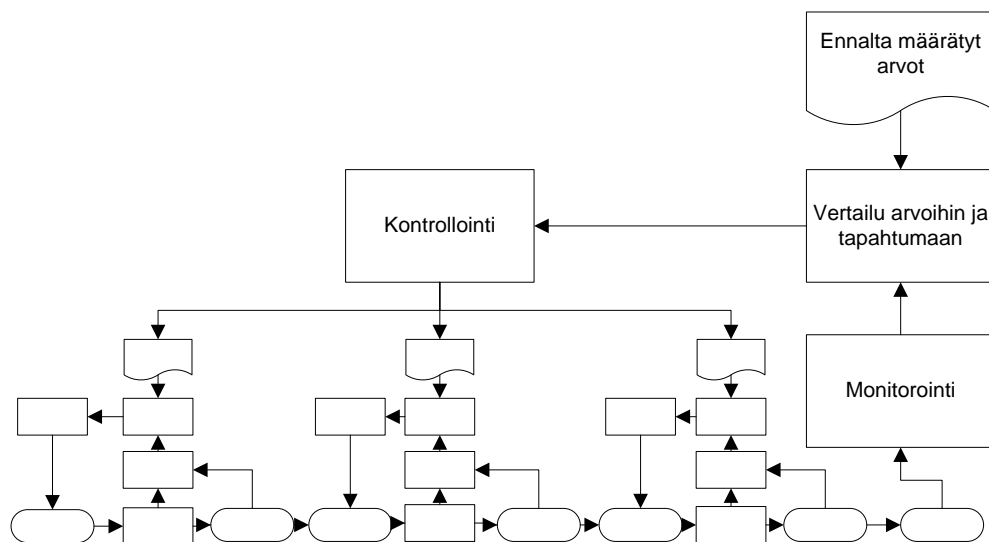 Ennalta määrätyt
arvot
Kontrollointi
Vertailu arvoihin ja
tapahtumaan
Monitorointi